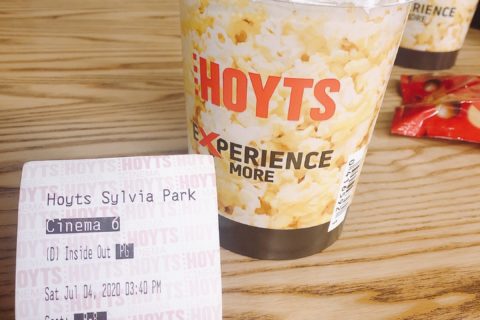 HOYTS
EXPERIENCE
MORE
EXPERIENCE
MORE
Hoyts Sylvia Park
Cinema 6
(D) Inside Out PG
Sat Jul 04, 2020 03:40 PM